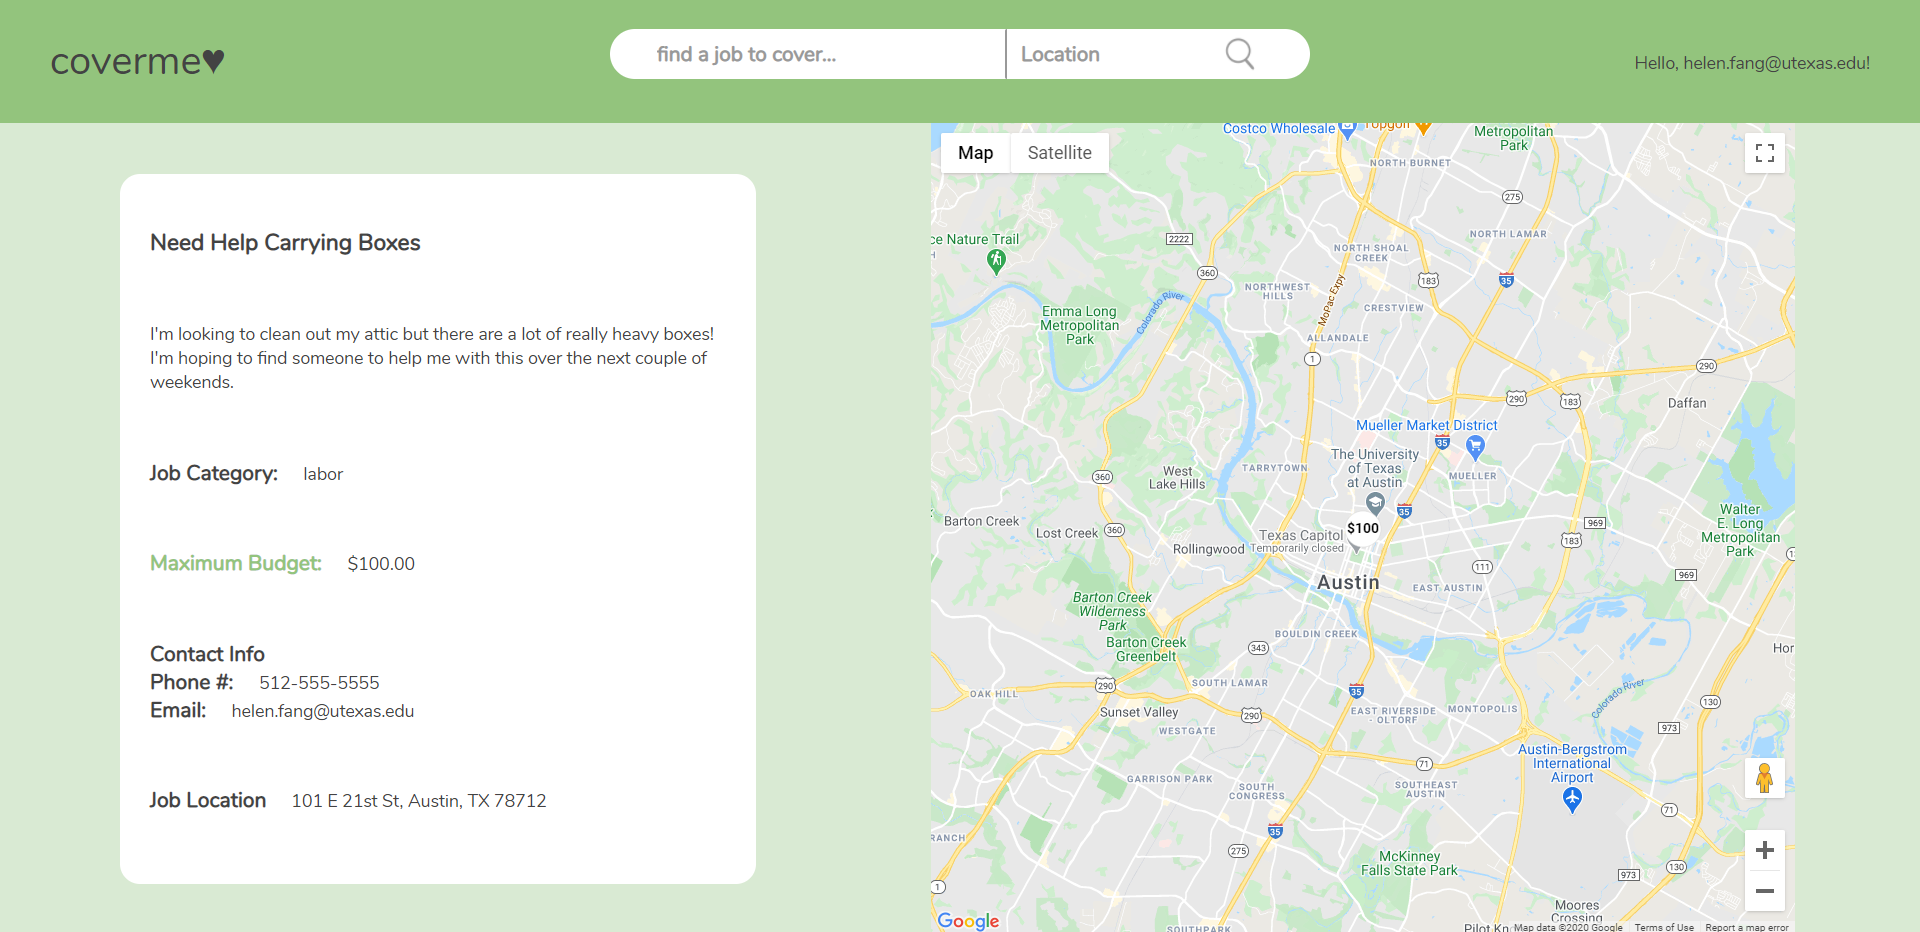 coverme♥
find a job to cover...
Location
Hello, helen.fang@utexas.edu!
Need Help Carrying Boxes
I'm looking to clean out my attic but there are a lot of really heavy boxes!
I'm hoping to find someone to help me with this over the next couple of
weekends.
Job Category: labor
Maximum Budget: $100.00
Contact Info
Phone #: 512-555-5555
Email: helen.fang@utexas.edu
Job Location 101 E 21st St, Austin, TX 78712
Map
Satellite
Costco Wholesale
Topgolf
Metropolitan
Park
NORTH BURNET
275
ce Nature Trail
2222
NORTH LAMAR
NORTH SHOAL
CREEK
360
183
35
NORTHWEST
HILLS
Colorado River
MoPac Expy
CRESTVIEW
Emma Long
Metropolitan
Park
ALLANDALE
1
290
290
183
Daffan
Mueller Market District
35
The University
of Texas
at Austin
TARRYTOWN
West
Lake Hills
360
MUELLER
35
$100
Barton Creek
Lost Creek
360
Texas Capitol
Temporarily closed
Rollingwood
969
183
Walter
E. Long
Metropolitan
Park
111
969
Austin
EAST AUSTIN
Barton Creek
Wilderness
Park
BOULDIN CREEK
Barton Creek
Greenbelt
343
Hor
290
SOUTH LAMAR
35
OAK HILL
Colorado River
130
Sunset Valley
290
EAST RIVERSIDE
- OLTORF
MONTOPOLIS
WESTGATE
973
Austin-Bergstrom
International
Airport
71
GARRISON PARK
SOUTH
CONGRESS
SOUTHEAST
AUSTIN
71
RANCH
35
275
McKinney
Falls State Park
130
973
1
Moores
Crossing
Google
SOUTHPARK
Pilot Kn
Map data ©2020 Google
Terms of Use
Report a map error